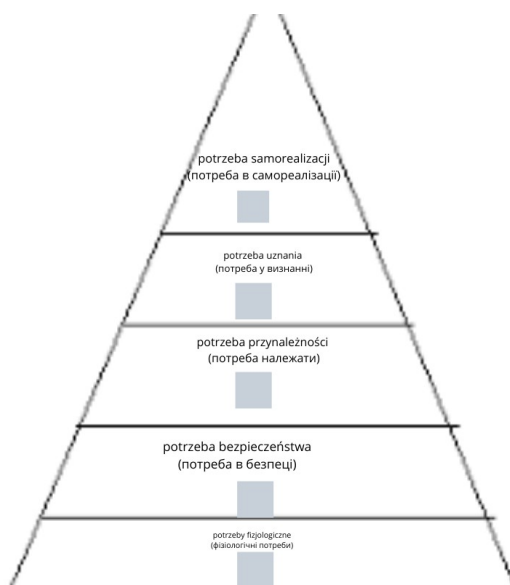 potrzeba samorealizacji
(потреба в самореалізації)
potrzeba uznania
(потреба у визнанні)
potrzeba przynależności
(потреба належати)
potrzeba bezpieczeństwa
(потреба в безпеці)
potrzeby fizjologiczne
(фізіологічні потреби)